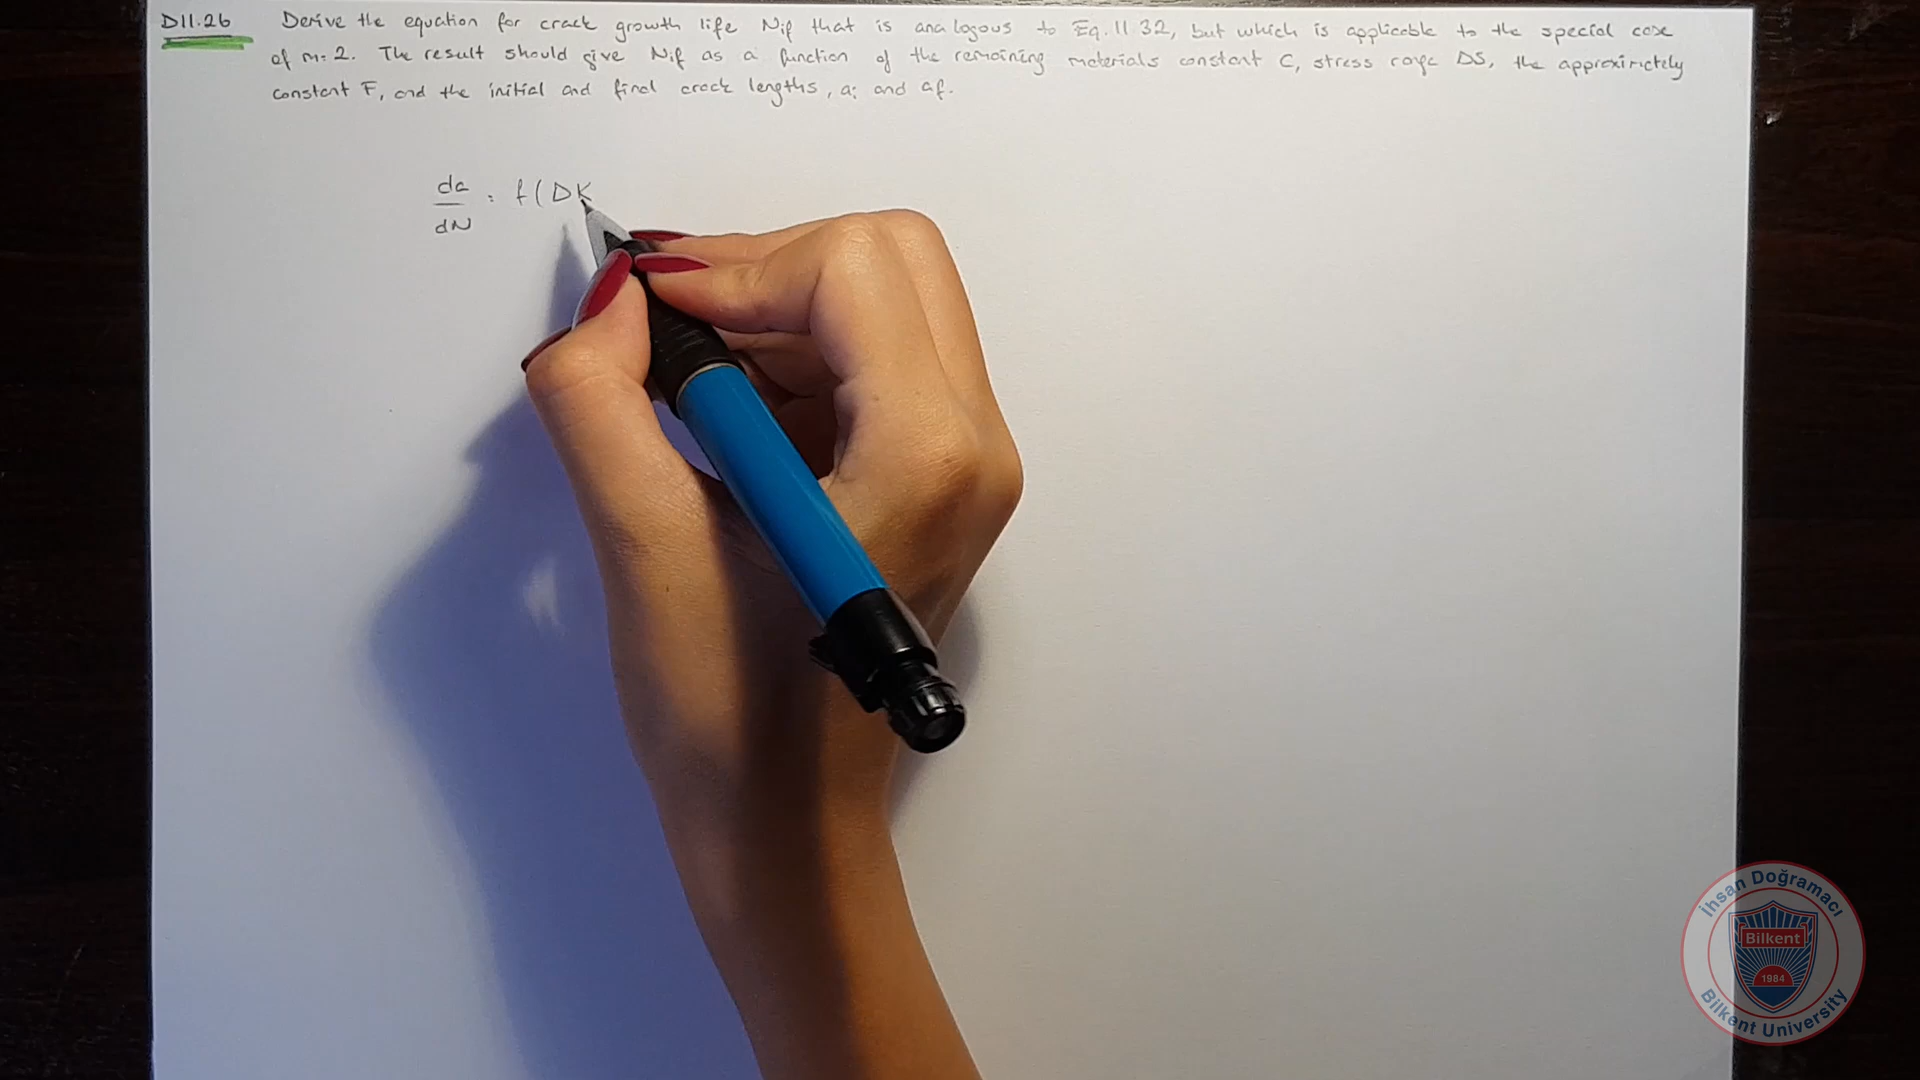 D11.26 Derive the equation for crack growth life Nif that is analogous to Eq. 11 32, but which is applicable to the special case
of m= 2. The result should give Nif as a function of the remaining materials constant C, stress range DS, the approximately
constant F, and the initial and final crack lengths, ai and af.
da
dN
= f(DK
İhsan Doğramacı
Bilkent
1984
Bilkent University